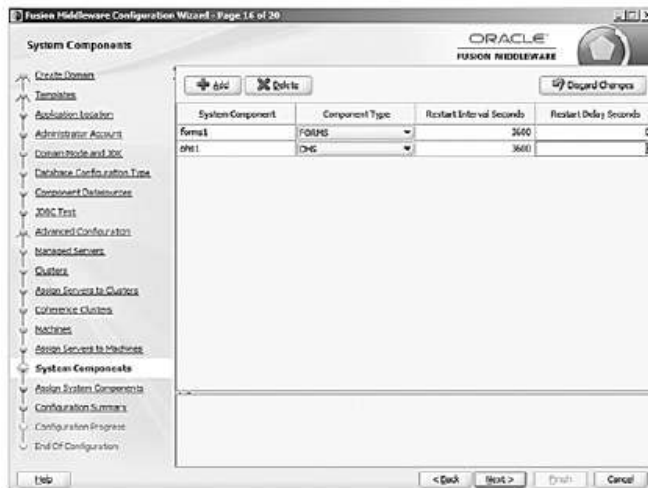 Fusion Middleware Configuration Wizard - Page 16 of 20
System Components
ORACLE
FUSION MIDDLEWARE
Create Domain
Templates
Application Location
Administrator Account
Domain Mode and JDK
Database Configuration Type
Component Datasources
JDBC Test
Advanced Configuration
Managed Servers
Clusters
Assign Servers to Clusters
Coherence Clusters
Machines
Assign Servers to Machines
System Components
Assign System Components
Configuration Summary
Configuration Progress
End Of Configuration
Add Delete Discard Changes
System Component Component Type Restart Interval Seconds Restart Delay Seconds
forms1 FORMS 3600
ohs1 OHS 3600
Help < Back Next > Finish Cancel